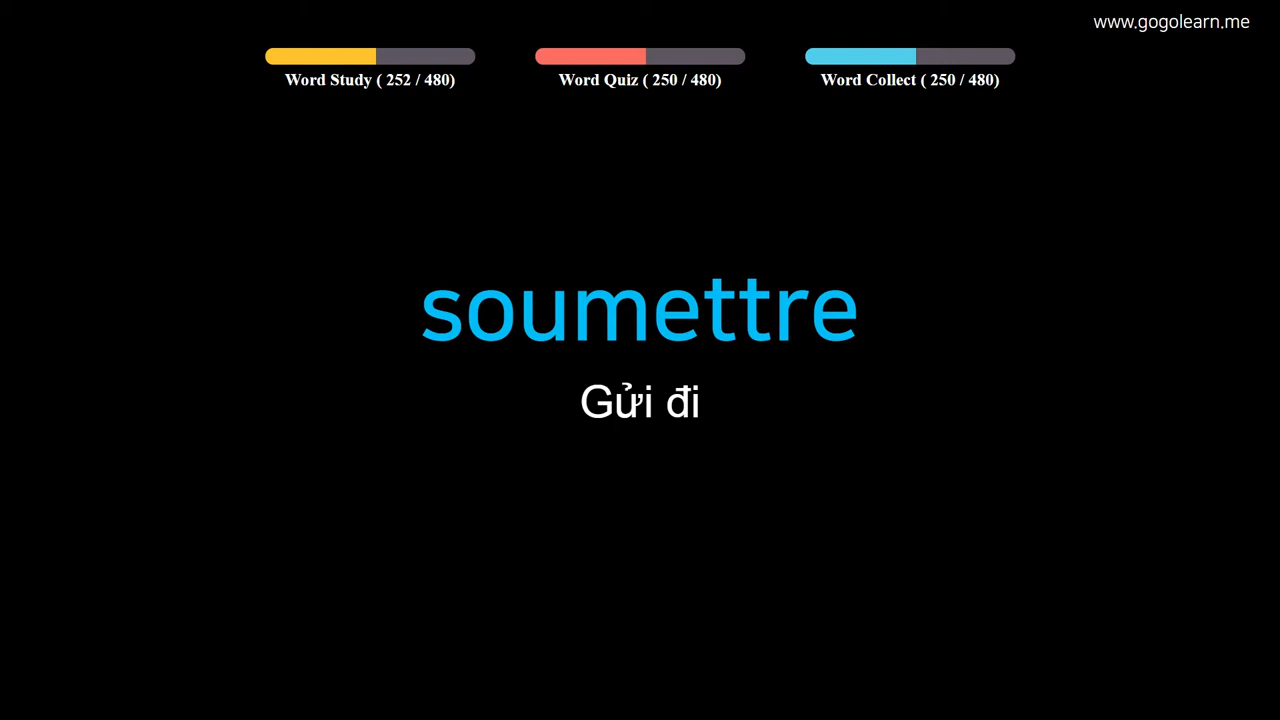 www.gogolearn.me
Word Study ( 252 / 480)
Word Quiz ( 250 / 480)
Word Collect ( 250 / 480)
soumettre
Gửi đi